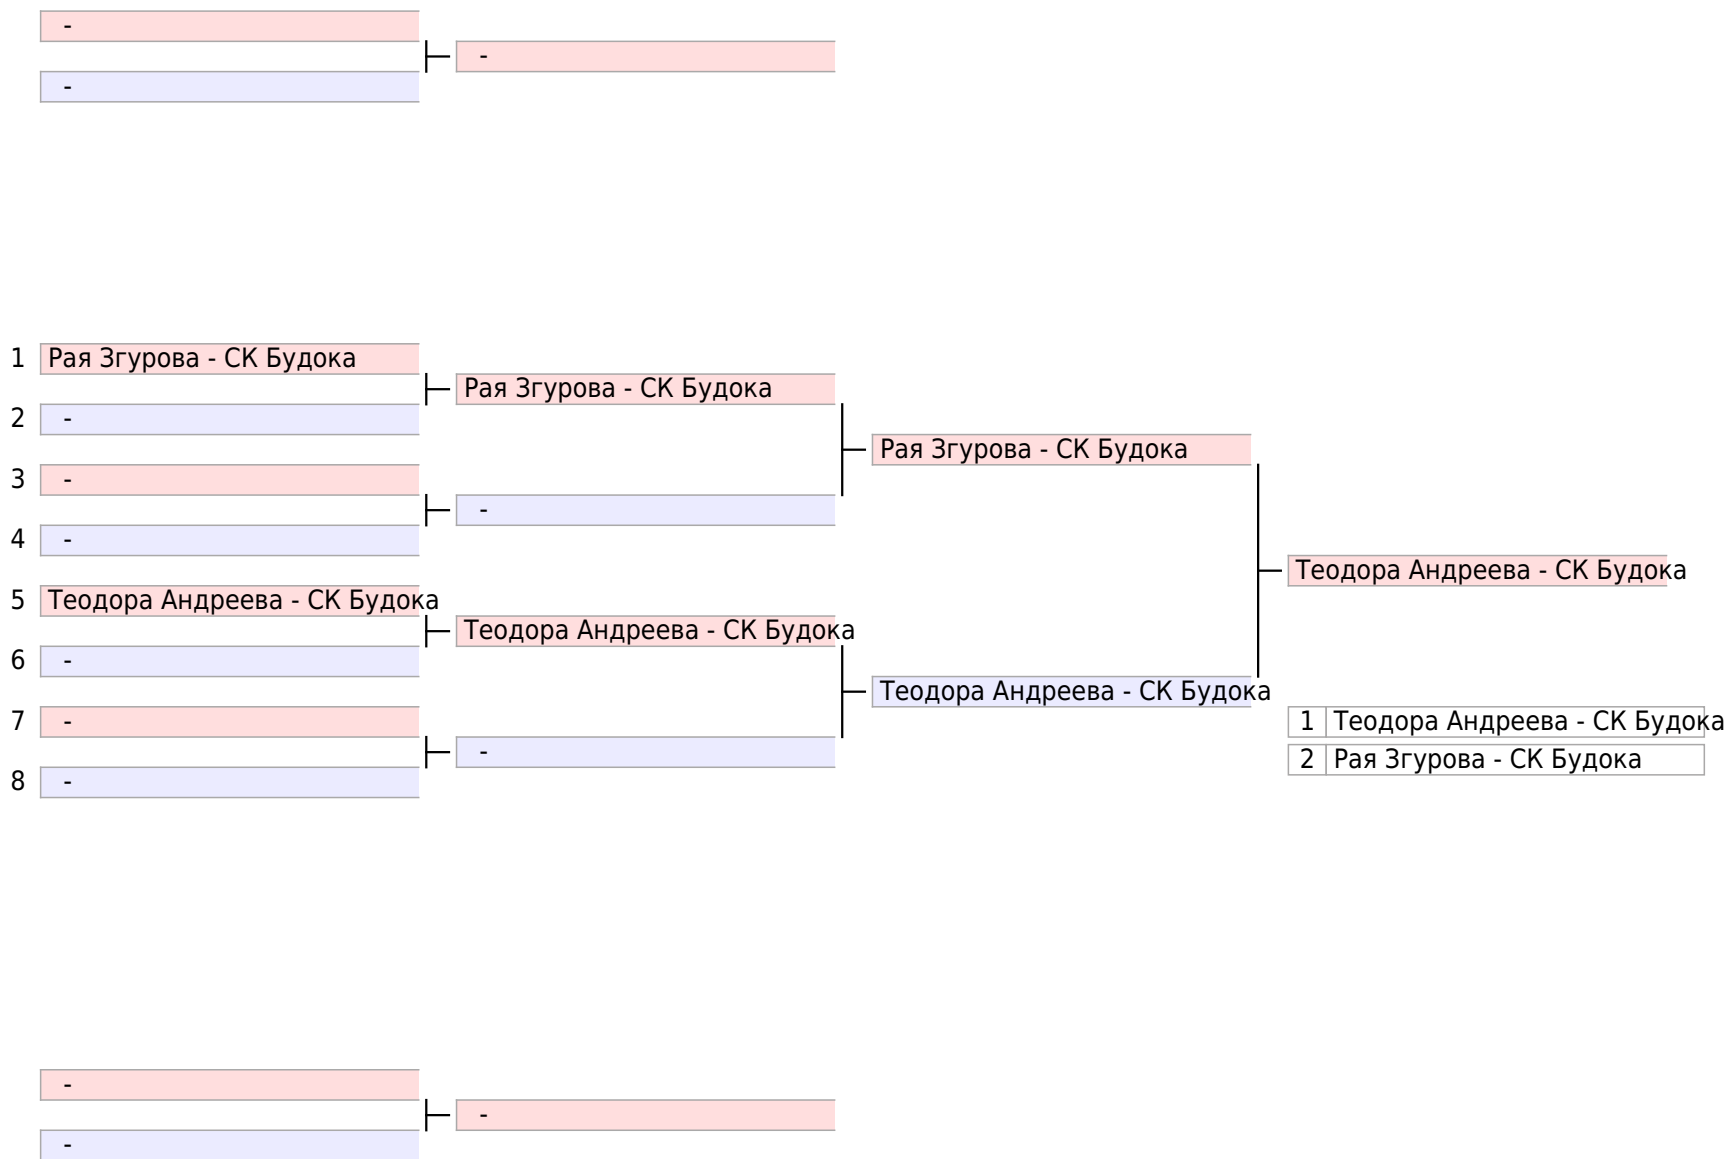 -
-
-
1 Рая Згурова - СК Будока
Рая Згурова - СК Будока
2 -
Рая Згурова - СК Будока
3 -
-
4 -
Теодора Андреева - СК Будока
5 Теодора Андреева - СК Будока
Теодора Андреева - СК Будока
6 -
Теодора Андреева - СК Будока
7 -
1 Теодора Андреева - СК Будока
-
2 Рая Згурова - СК Будока
8 -
-
-
-